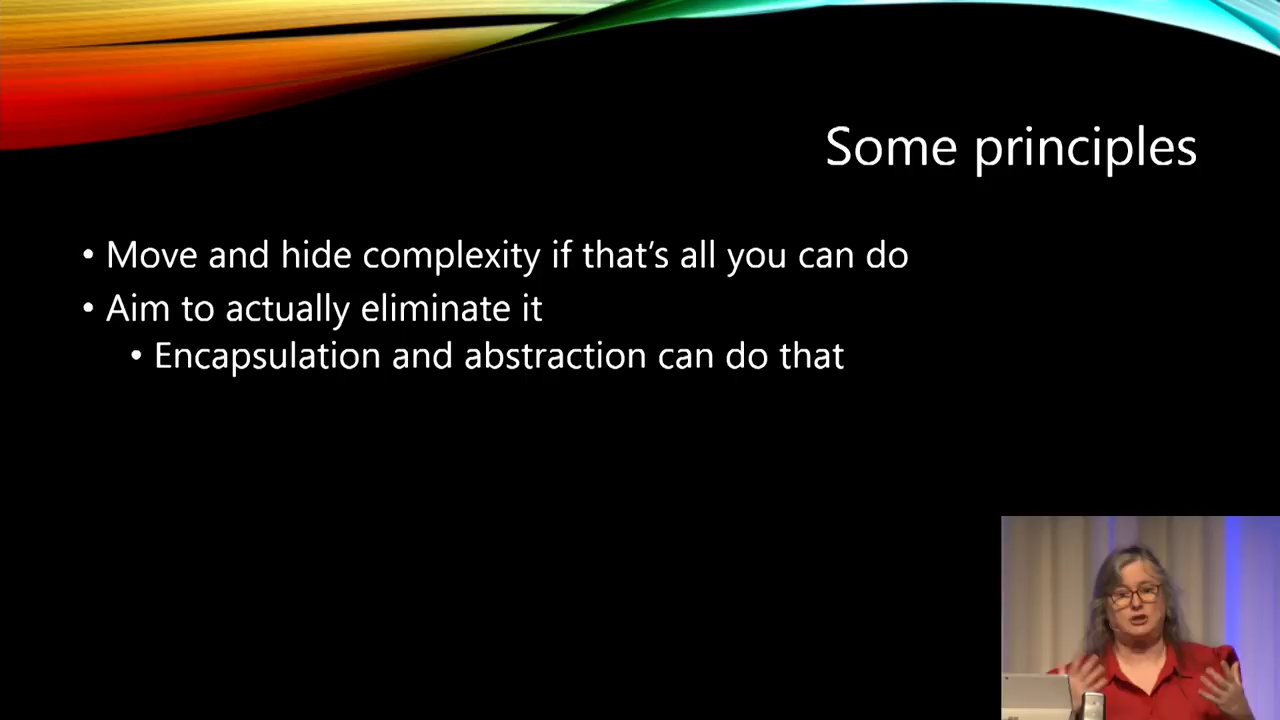 Some principles
• Move and hide complexity if that's all you can do
• Aim to actually eliminate it
• Encapsulation and abstraction can do that